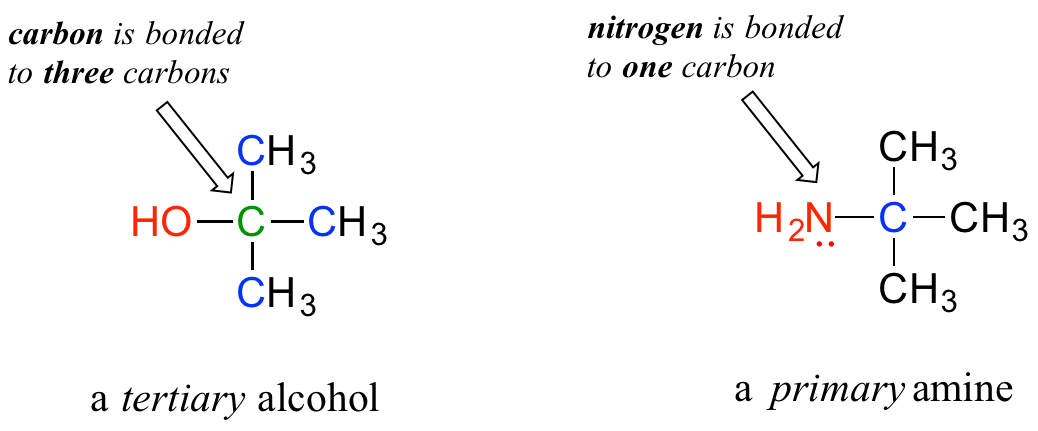 carbon is bonded
to three carbons
CH3
HO C CH3
CH3
a tertiary alcohol
nitrogen is bonded
to one carbon
CH3
H2N C CH3
CH3
a primary amine